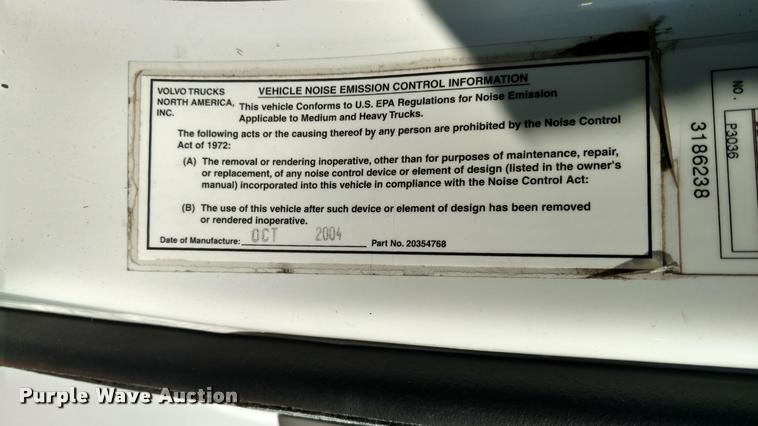 VOLVO TRUCKS
NORTH AMERICA,
INC.
VEHICLE NOISE EMISSION CONTROL INFORMATION
This vehicle Conforms to U.S. EPA Regulations for Noise Emission
Applicable to Medium and Heavy Trucks.
The following acts or the causing thereof by any person are prohibited by the Noise Control
Act of 1972:
(A) The removal or rendering inoperative, other than for purposes of maintenance, repair,
or replacement, of any noise control device or element of design (listed in the owner's
manual) incorporated into this vehicle in compliance with the Noise Control Act:
(B) The use of this vehicle after such device or element of design has been removed
or rendered inoperative.
Date of Manufacture: OCT 2004 Part No. 20354768
3186238
NO.
P3036
Purple Wave Auction